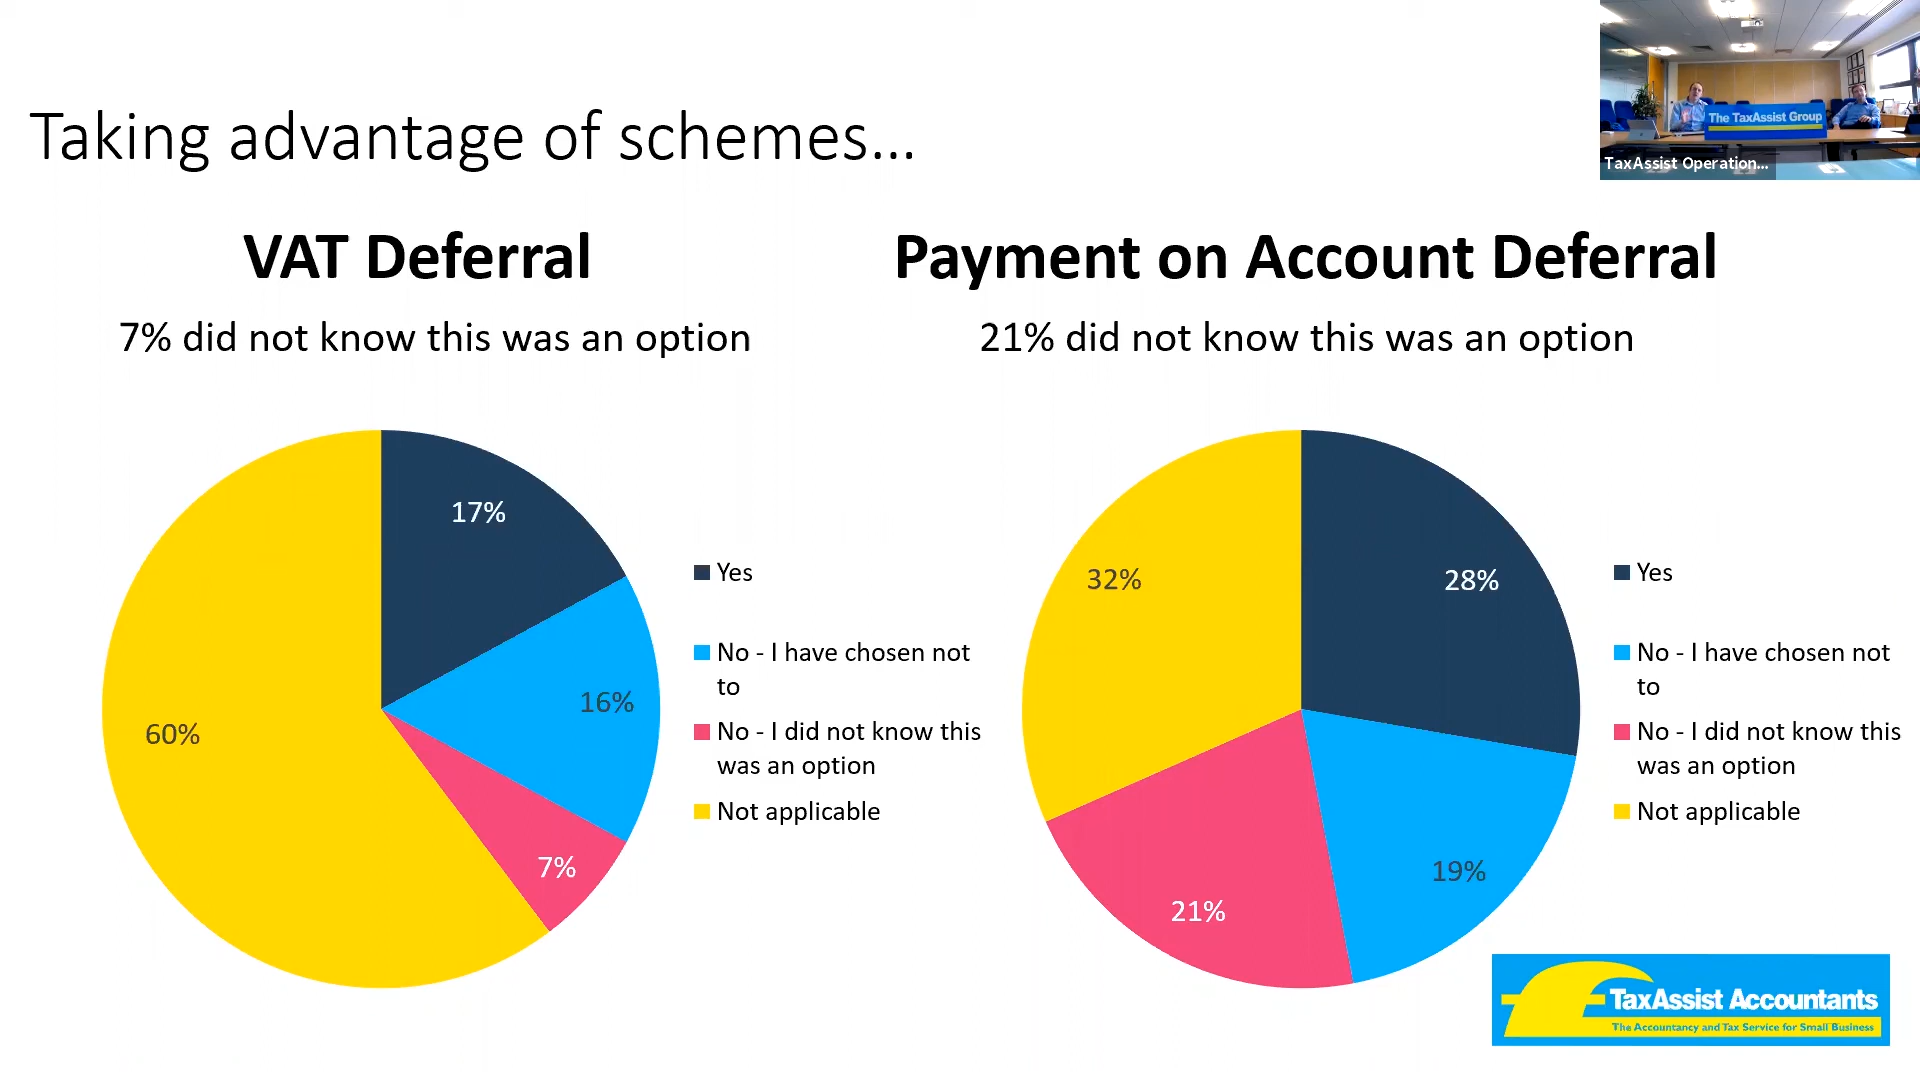 Taking advantage of schemes...
The TaxAssist Group
TaxAssist Operation...
VAT Deferral
7% did not know this was an option
17%
16%
7%
60%
Yes
No - I have chosen not
to
No - I did not know this
was an option
Not applicable
Payment on Account Deferral
21% did not know this was an option
28%
19%
21%
32%
Yes
No - I have chosen not
to
No - I did not know this
was an option
Not applicable
TaxAssist Accountants
The Accountancy and Tax Service for Small Business